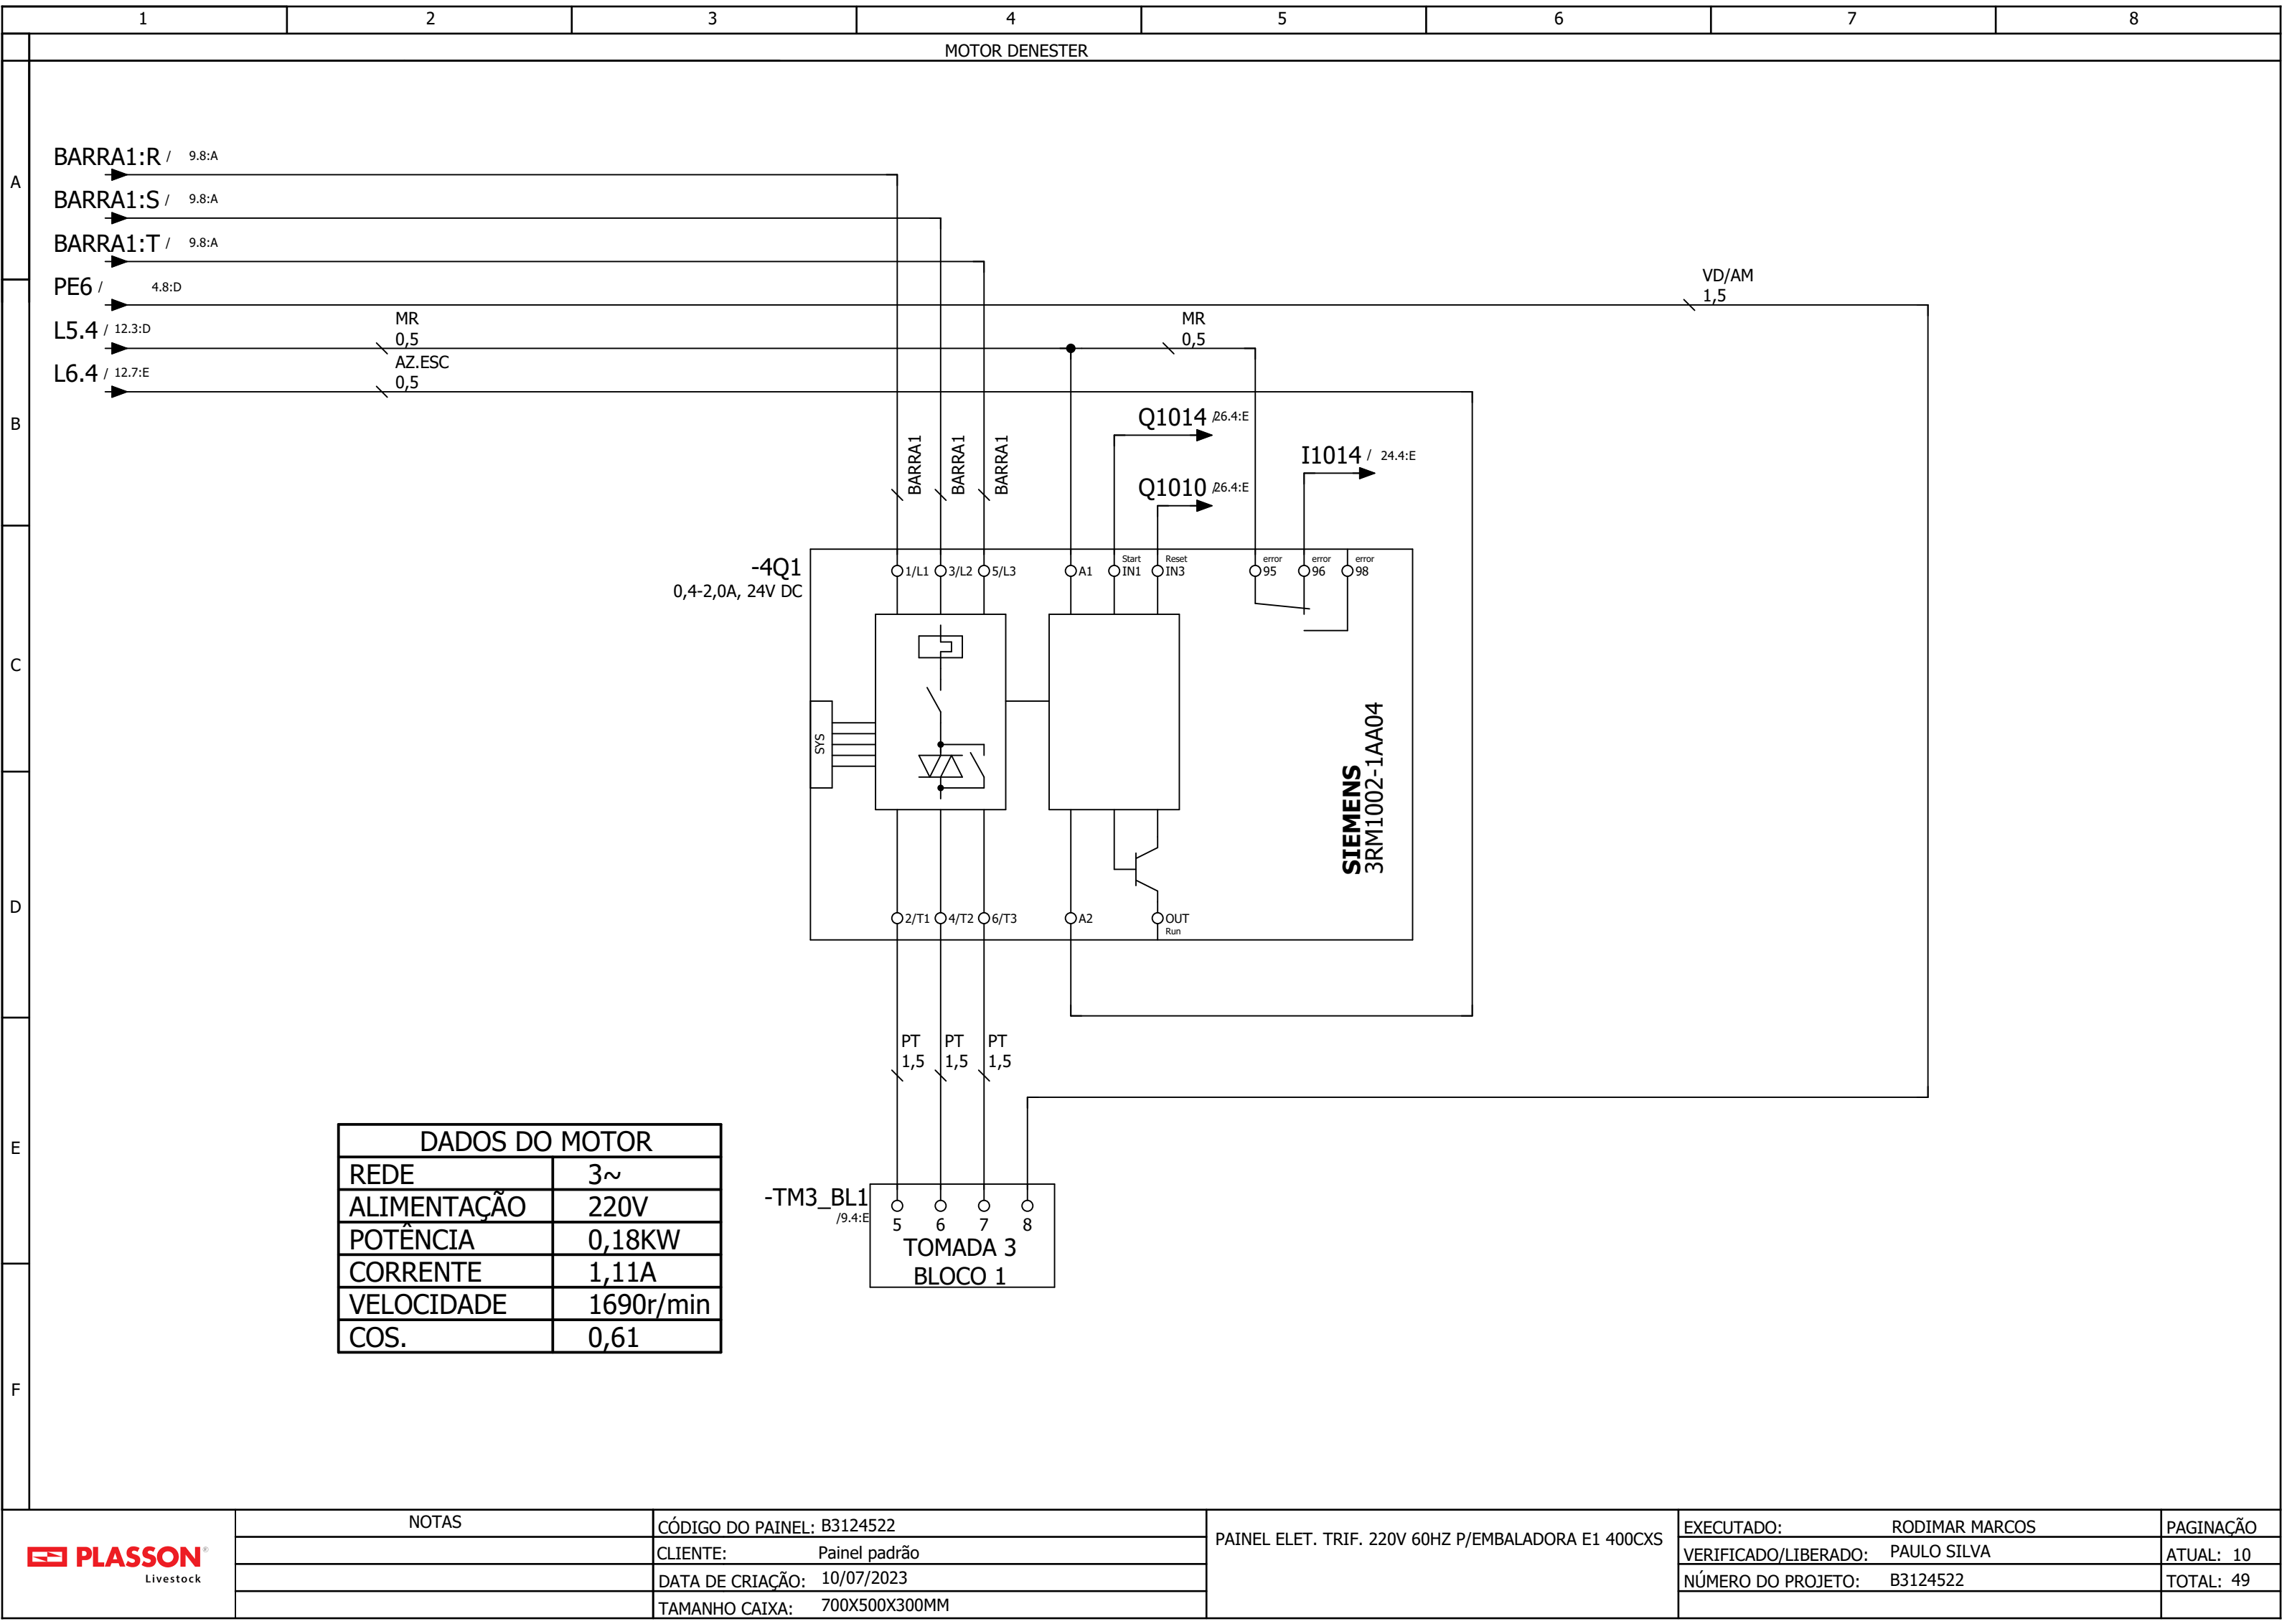 1 2 3 4 5 6 7 8
MOTOR DENESTER
A
B
C
D
E
F
BARRA1:R / 9.8:A
BARRA1:S / 9.8:A
BARRA1:T / 9.8:A
PE6 / 4.8:D
L5.4 / 12.3:D
L6.4 / 12.7:E
MR
0,5
AZ.ESC
0,5
MR
0,5
VD/AM
1,5
BARRA1
BARRA1
BARRA1
Q1014 /26.4:E
Q1010 /26.4:E
I1014 / 24.4:E
-4Q1
0,4-2,0A, 24V DC
1/L1 3/L2 5/L3
A1
Start
IN1
Reset
IN3
error
95
error
96
error
98
SYS
SIEMENS
3RM1002-1AA04
2/T1 4/T2 6/T3
A2
OUT
Run
PT
1,5
PT
1,5
PT
1,5
-TM3_BL1
/9.4:E
5 6 7 8
TOMADA 3
BLOCO 1
DADOS DO MOTOR
REDE 3~
ALIMENTAÇÃO 220V
POTÊNCIA 0,18KW
CORRENTE 1,11A
VELOCIDADE 1690r/min
COS. 0,61
PLASSON®
Livestock
NOTAS
CÓDIGO DO PAINEL: B3124522
CLIENTE: Painel padrão
DATA DE CRIAÇÃO: 10/07/2023
TAMANHO CAIXA: 700X500X300MM
PAINEL ELET. TRIF. 220V 60HZ P/EMBALADORA E1 400CXS
EXECUTADO: RODIMAR MARCOS
VERIFICADO/LIBERADO: PAULO SILVA
NÚMERO DO PROJETO: B3124522
PAGINAÇÃO
ATUAL: 10
TOTAL: 49